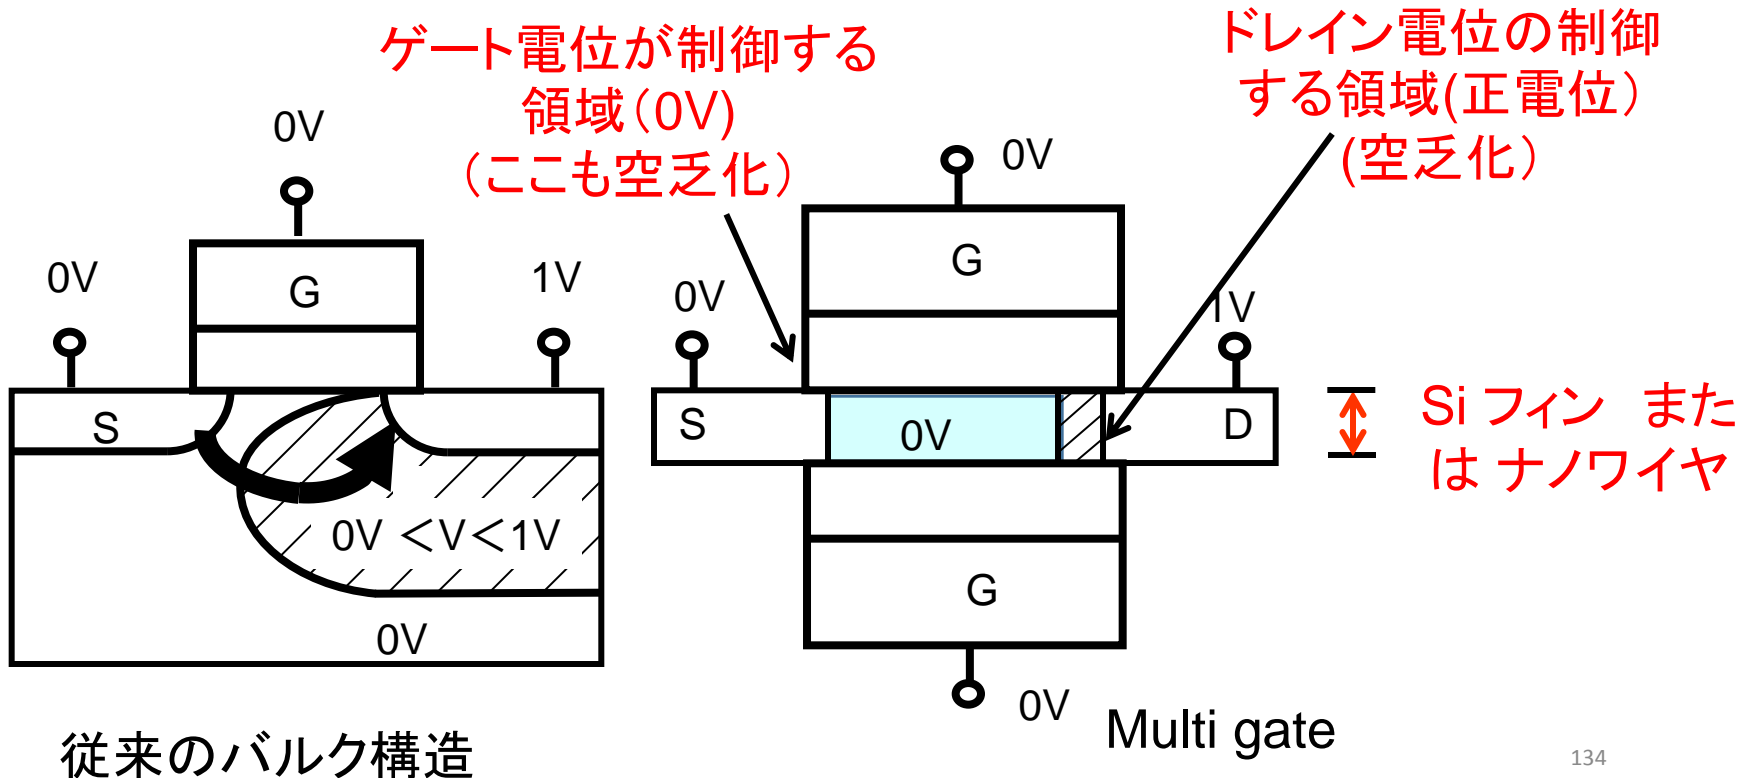 ゲート電位が制御する
領域（0V)
（ここも空乏化）
ドレイン電位の制御
する領域(正電位）
(空乏化）
0V
0V
G
1V
S
0V ＜V＜1V
0V
従来のバルク構造
0V
G
0V
1V
S
0V
D
G
0V
Multi gate
Si フィン また
は ナノワイヤ
134